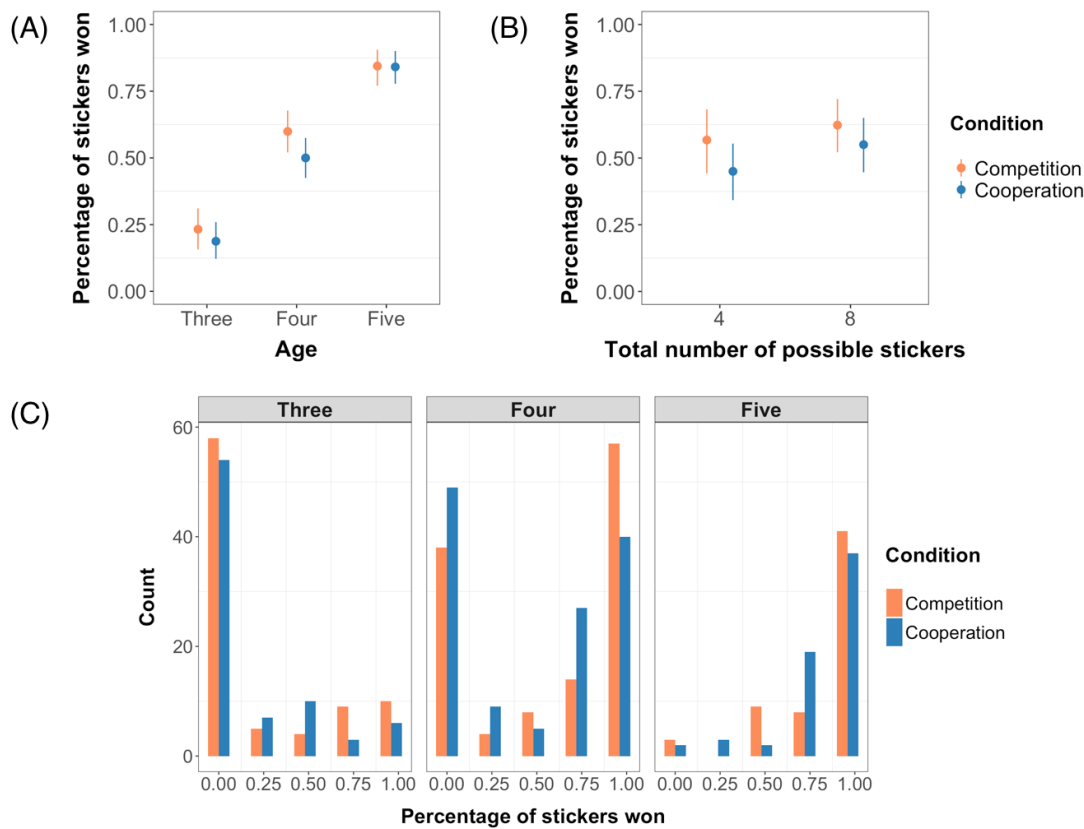 (A)
Percentage of stickers won
1.00
0.75
0.50
0.25
0.00
Three Four Five
Age
(B)
Percentage of stickers won
1.00
0.75
0.50
0.25
0.00
4 8
Total number of possible stickers
Condition
Competition
Cooperation
(C)
Three Four Five
Count
60
40
20
0
0.00 0.25 0.50 0.75 1.00 0.00 0.25 0.50 0.75 1.00 0.00 0.25 0.50 0.75 1.00
Percentage of stickers won
Condition
Competition
Cooperation